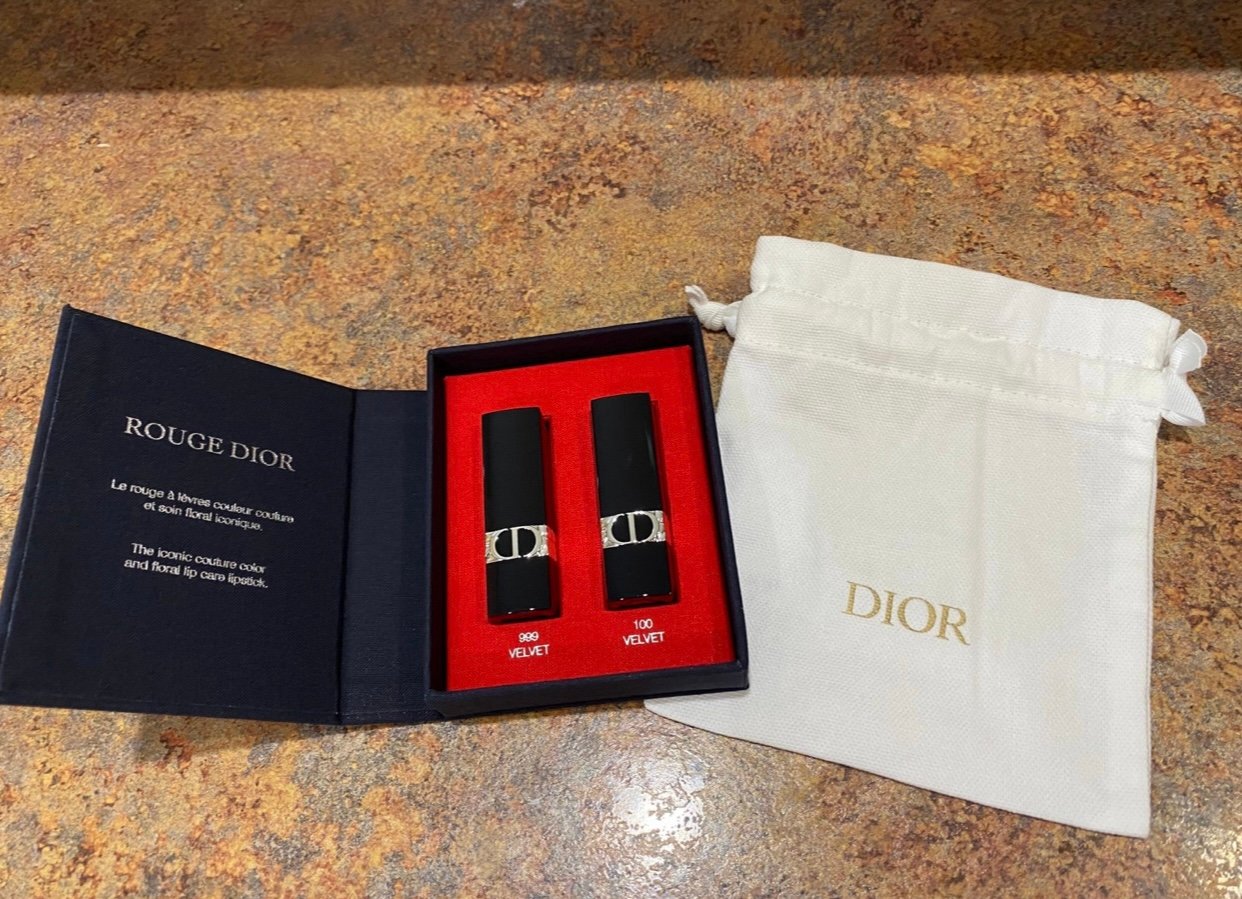 ROUGE DIOR
Le rouge à lèvres couleur couture
et soin floral iconique.
The iconic couture color
and floral lip care lipstick.
CD
CD
999
VELVET
100
VELVET
DIOR